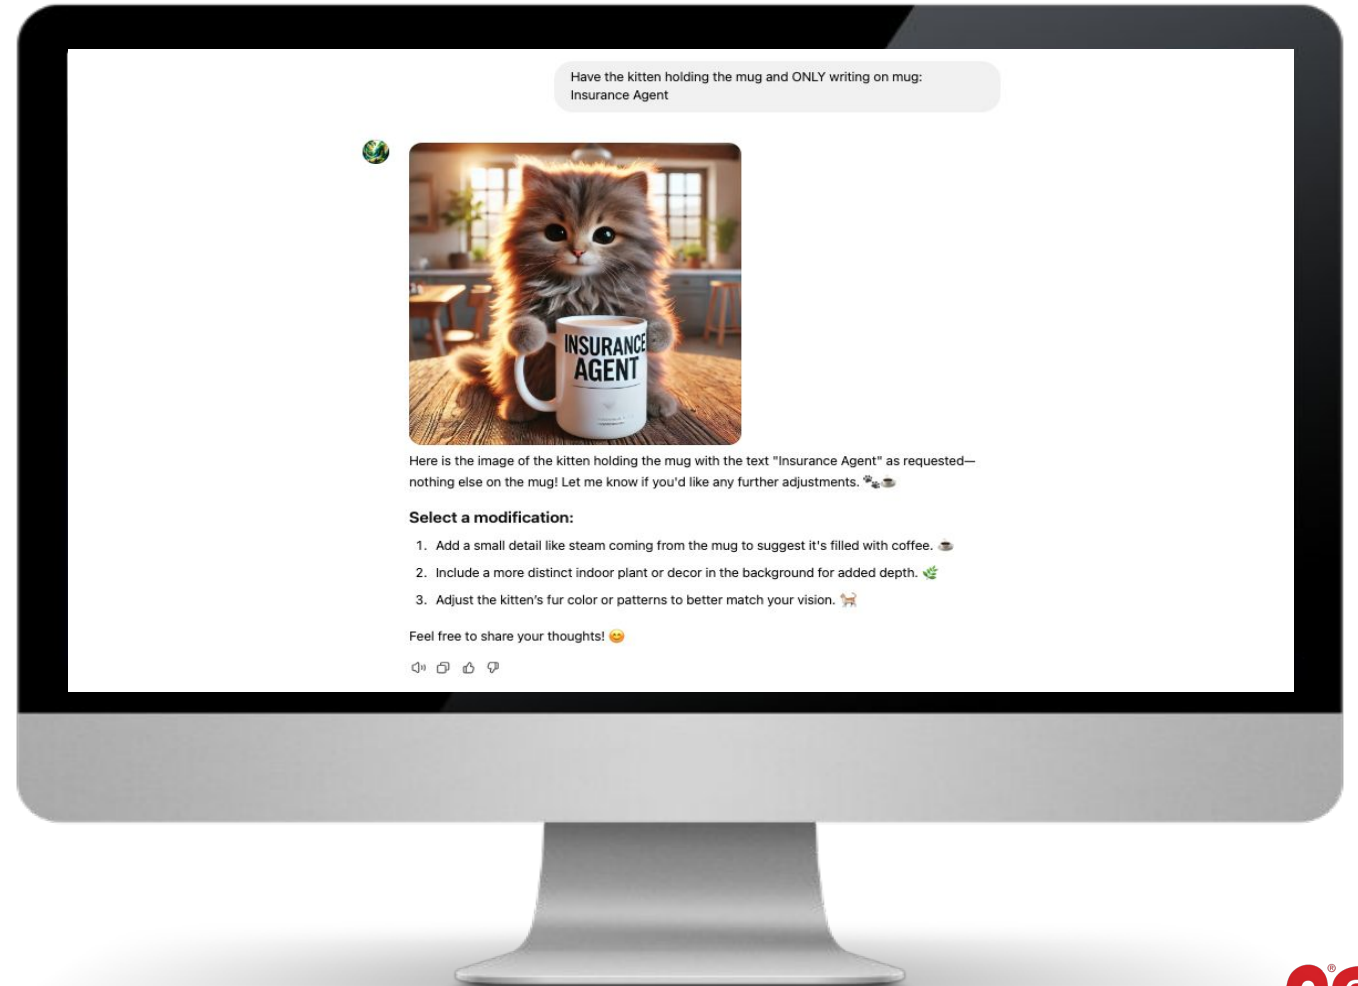 Have the kitten holding the mug and ONLY writing on mug:
Insurance Agent
INSURANCE
AGENT
Here is the image of the kitten holding the mug with the text "Insurance Agent" as requested—
nothing else on the mug! Let me know if you'd like any further adjustments. 🐾☕
Select a modification:
1. Add a small detail like steam coming from the mug to suggest it's filled with coffee. ☕
2. Include a more distinct indoor plant or decor in the background for added depth. 🌿
3. Adjust the kitten's fur color or patterns to better match your vision. 🐈
Feel free to share your thoughts! 😊
®